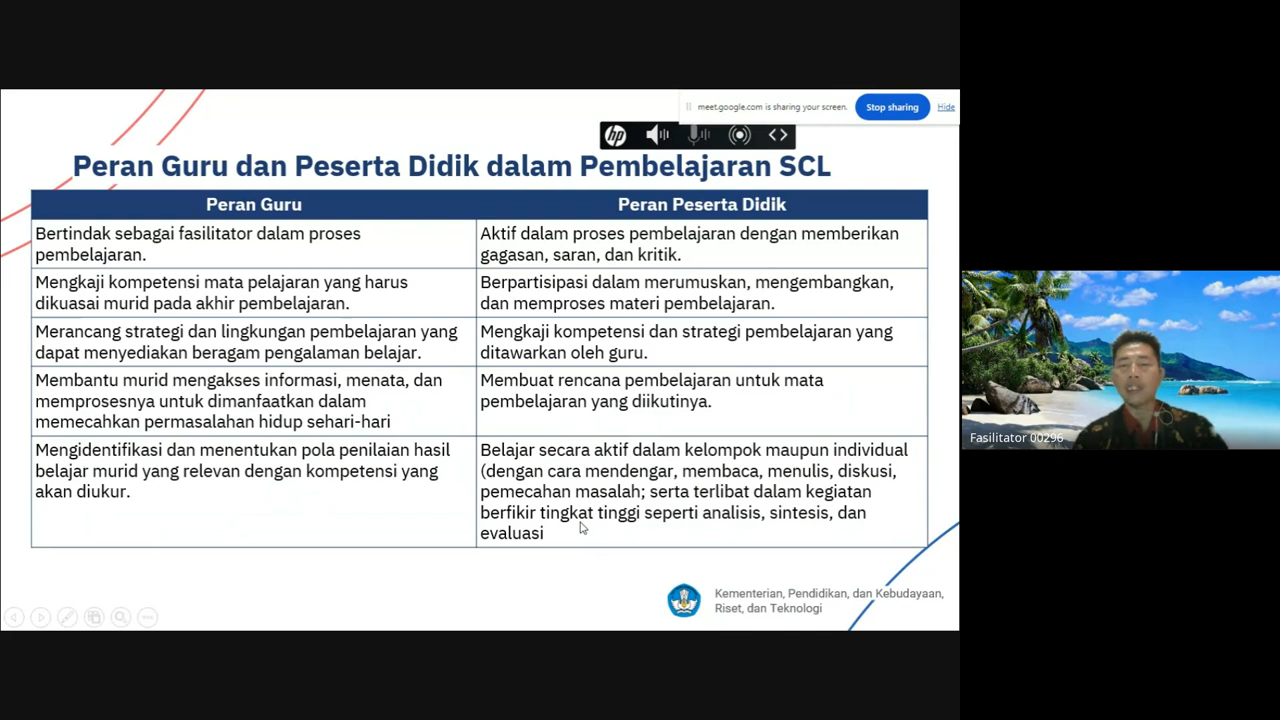 meet.google.com is sharing your screen.
Stop sharing
Hide
hp
Peran Guru dan Peserta Didik dalam Pembelajaran SCL
Peran Guru
Peran Peserta Didik
Bertindak sebagai fasilitator dalam proses
pembelajaran.
Aktif dalam proses pembelajaran dengan memberikan
gagasan, saran, dan kritik.
Mengkaji kompetensi mata pelajaran yang harus
dikuasai murid pada akhir pembelajaran.
Berpartisipasi dalam merumuskan, mengembangkan,
dan memproses materi pembelajaran.
Merancang strategi dan lingkungan pembelajaran yang
dapat menyediakan beragam pengalaman belajar.
Mengkaji kompetensi dan strategi pembelajaran yang
ditawarkan oleh guru.
Membantu murid mengakses informasi, menata, dan
memprosesnya untuk dimanfaatkan dalam
memecahkan permasalahan hidup sehari-hari
Membuat rencana pembelajaran untuk mata
pembelajaran yang diikutinya.
Mengidentifikasi dan menentukan pola penilaian hasil
belajar murid yang relevan dengan kompetensi yang
akan diukur.
Belajar secara aktif dalam kelompok maupun individual
(dengan cara mendengar, membaca, menulis, diskusi,
pemecahan masalah; serta terlibat dalam kegiatan
berfikir tingkat tinggi seperti analisis, sintesis, dan
evaluasi
Kementerian, Pendidikan, dan Kebudayaan,
Riset, dan Teknologi
Fasilitator 00296